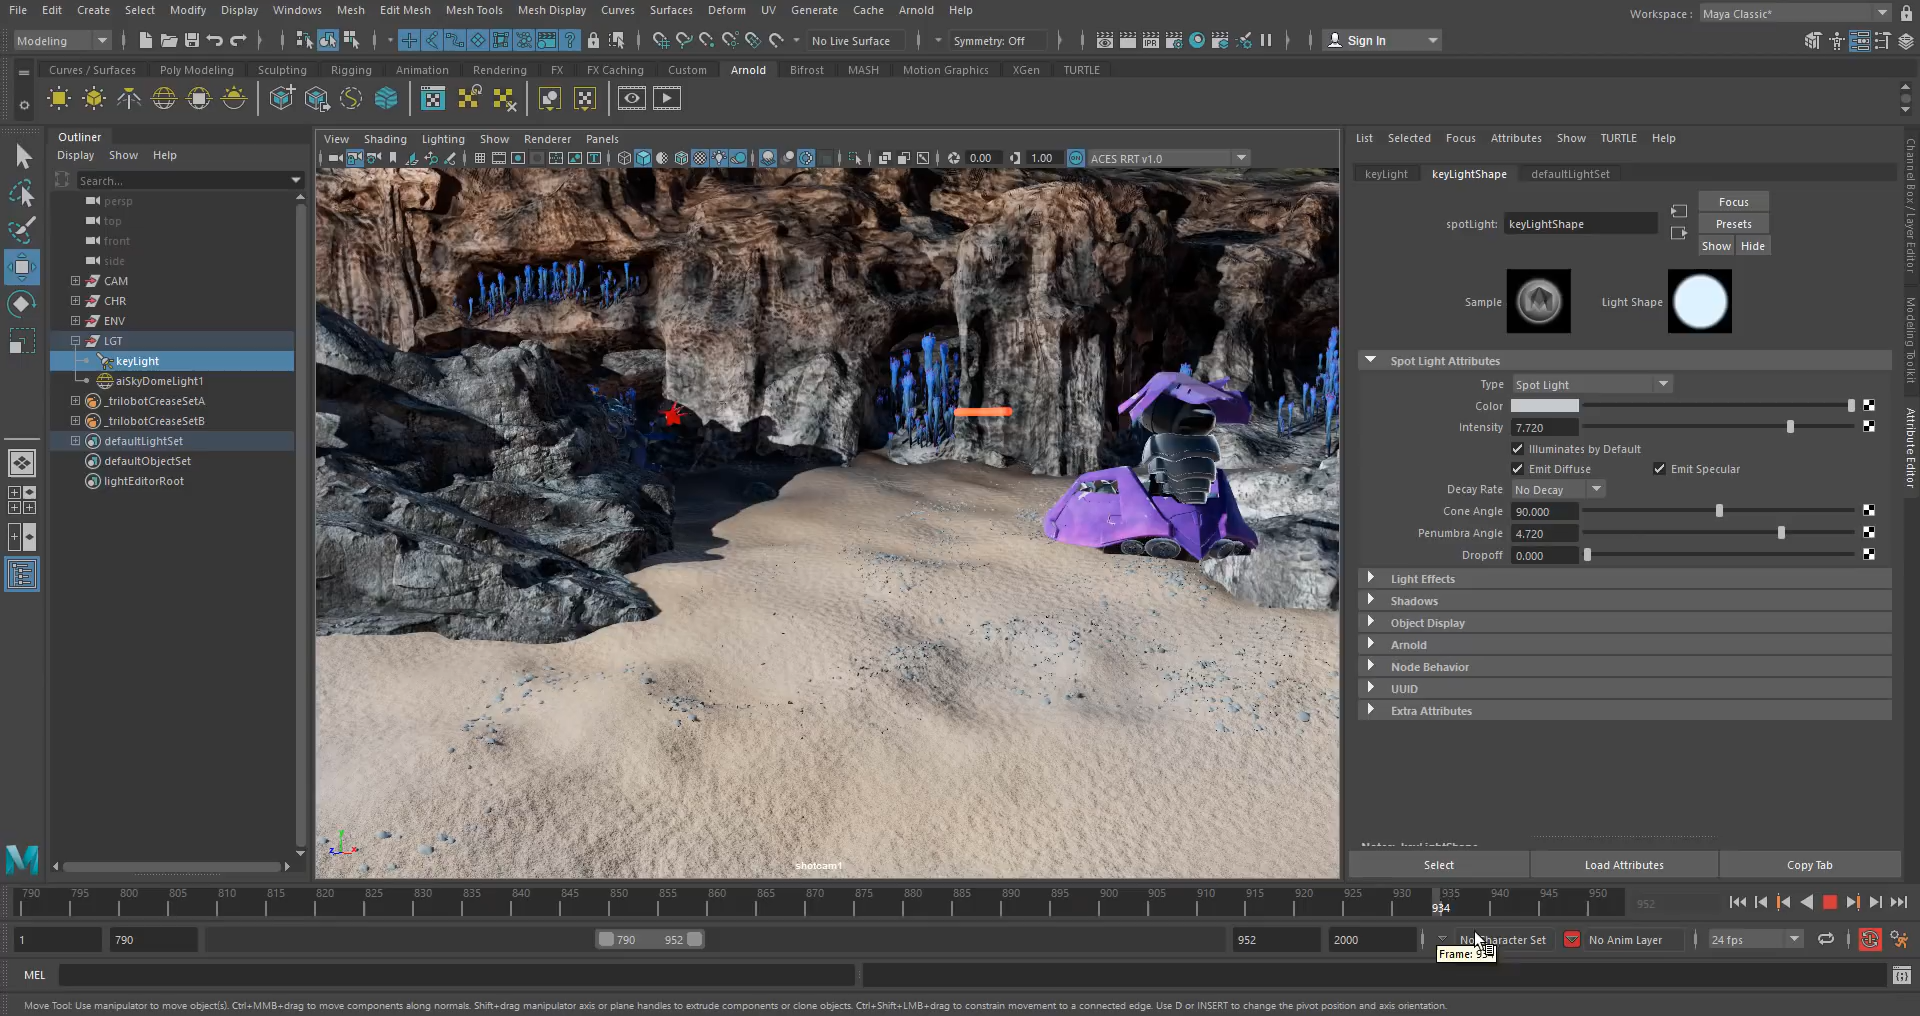 File Edit Create Select Modify Display Windows Mesh Edit Mesh Mesh Tools Mesh Display Curves Surfaces Deform UV Generate Cache Arnold Help
Workspace : Maya Classic*
Modeling
No Live Surface
Symmetry: Off
Sign In
Curves / Surfaces Poly Modeling Sculpting Rigging Animation Rendering FX FX Caching Custom Arnold Bifrost MASH Motion Graphics XGen TURTLE
IPR
Outliner
Display Show Help
Search...
persp
top
front
side
CAM
CHR
ENV
LGT
keyLight
aiSkyDomeLight1
_trilobotCreaseSetA
_trilobotCreaseSetB
defaultLightSet
defaultObjectSet
lightEditorRoot
View Shading Lighting Show Renderer Panels
0.00 1.00 ON ACES RRT v1.0
shotcam1
List Selected Focus Attributes Show TURTLE Help
keyLight keyLightShape defaultLightSet
Focus
spotLight: keyLightShape
Presets
Show Hide
Sample
Light Shape
Spot Light Attributes
Type Spot Light
Color
Intensity 7.720
Illuminates by Default
Emit Diffuse Emit Specular
Decay Rate No Decay
Cone Angle 90.000
Penumbra Angle 4.720
Dropoff 0.000
Light Effects
Shadows
Object Display
Arnold
Node Behavior
UUID
Extra Attributes
Select Load Attributes Copy Tab
Channel Box / Layer Editor
Modeling Toolkit
Attribute Editor
790 795 800 805 810 815 820 825 830 835 840 845 850 855 860 865 870 875 880 885 890 895 900 905 910 915 920 925 930 935 940 945 950
934
952
1 790 790 952 952 2000
No Character Set
No Anim Layer
24 fps
MEL
Move Tool: Use manipulator to move object(s). Ctrl+MMB+drag to move components along normals. Shift+drag manipulator axis or plane handles to extrude components or clone objects. Ctrl+Shift+LMB+drag to constrain movement to a connected edge. Use D or INSERT to change the pivot position and axis orientation.